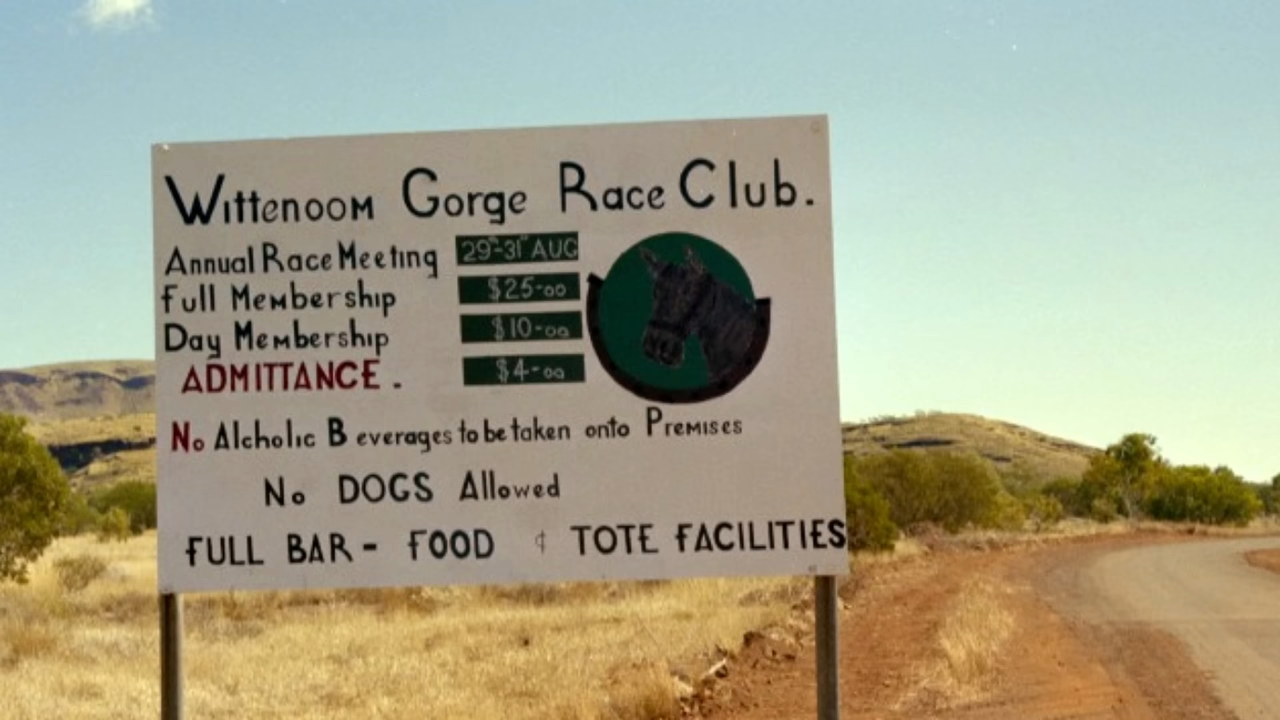 Wittenoom Gorge Race Club.
Annual Race Meeting 29th-31st AUG
Full Membership $25-00
Day Membership $10-00
ADMITTANCE. $4-00
No Alcholic Beverages to be taken onto Premises
No DOGS Allowed
FULL BAR - FOOD & TOTE FACILITIES